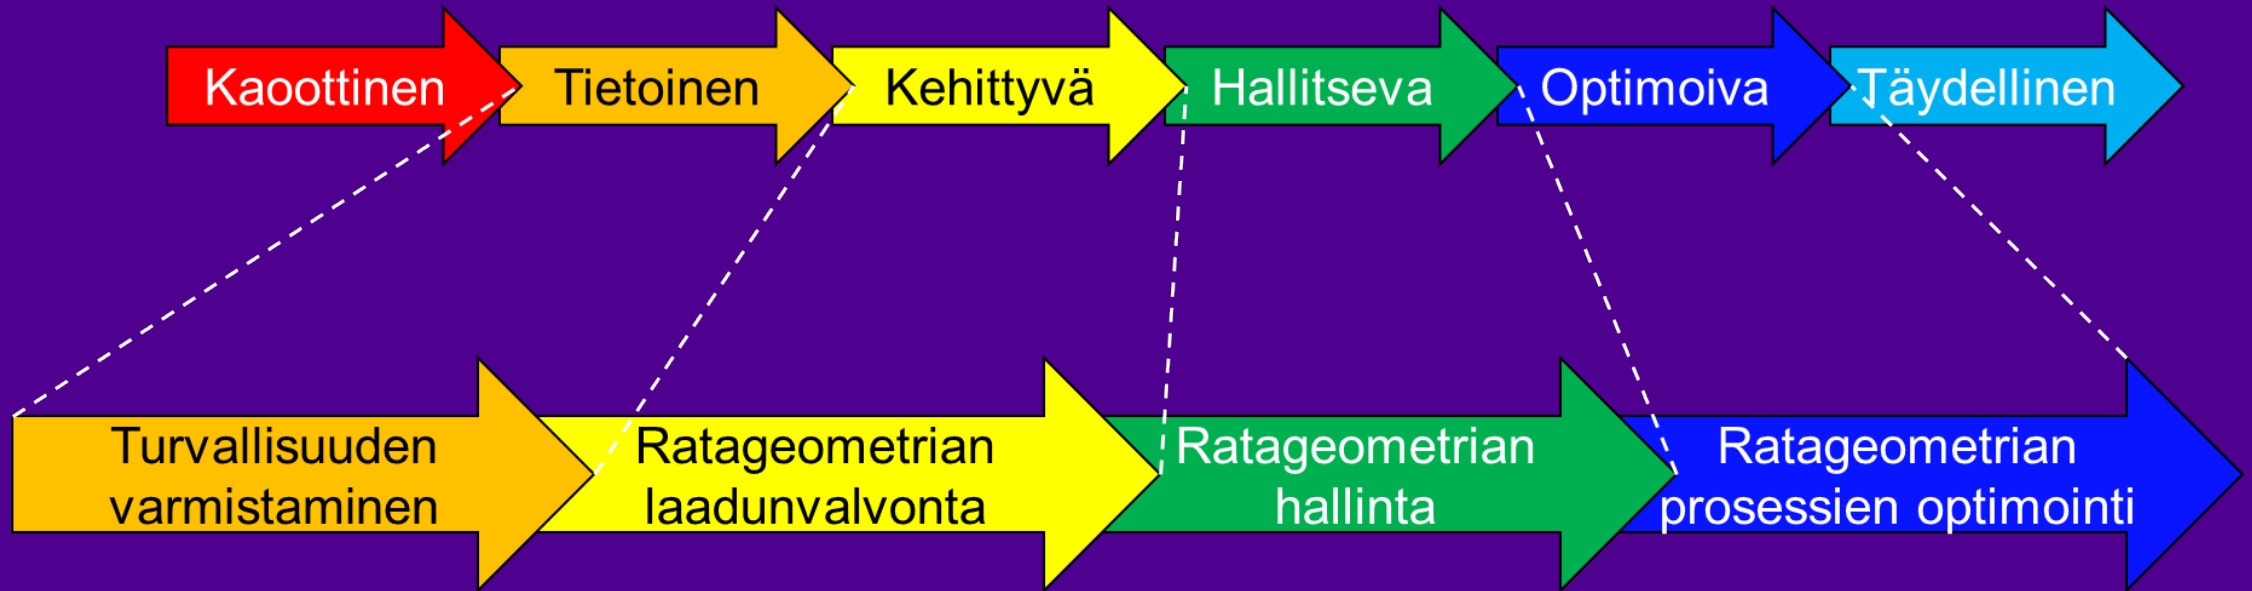 Kaoottinen
Tietoinen
Kehittyvä
Hallitseva
Optimoiva
Täydellinen
Turvallisuuden
varmistaminen
Ratageometrian
laadunvalvonta
Ratageometrian
hallinta
Ratageometrian
prosessien optimointi